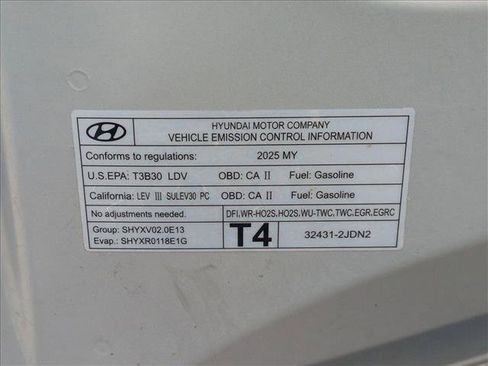 HYUNDAI MOTOR COMPANY
VEHICLE EMISSION CONTROL INFORMATION
Conforms to regulations: 2025 MY
U.S.EPA: T3B30 LDV OBD: CA II Fuel: Gasoline
California: LEV III SULEV30 PC OBD: CA II Fuel: Gasoline
No adjustments needed. DFI,WR-HO2S,HO2S,WU-TWC,TWC,EGR,EGRC
Group: SHYXV02.0E13
Evap.: SHYXR0118E1G
T4
32431-2JDN2